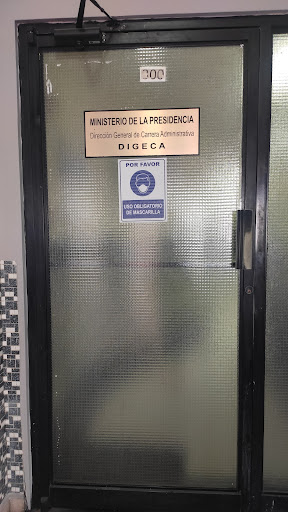 300
MINISTERIO DE LA PRESIDENCIA
Dirección General de Carrera Administrativa
DIGECA
POR FAVOR
USO OBLIGATORIO
DE MASCARILLA